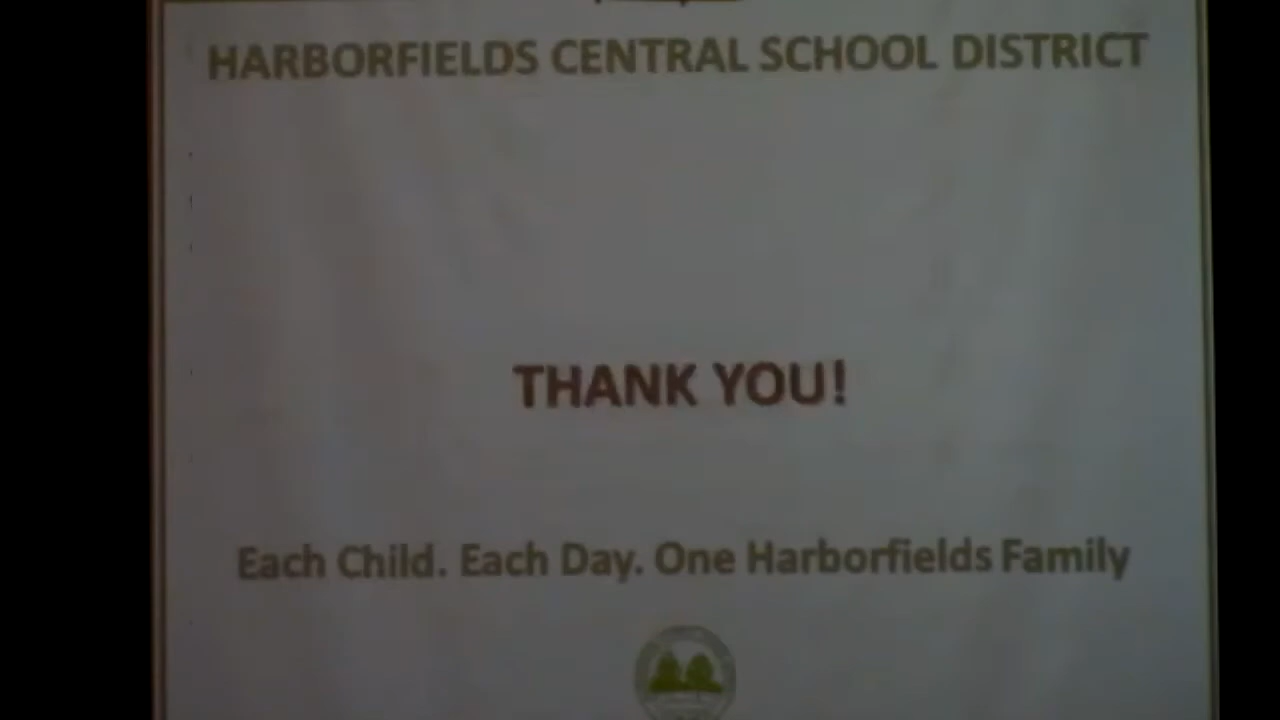 HARBORFIELDS CENTRAL SCHOOL DISTRICT
THANK YOU!
Each Child. Each Day. One Harborfields Family